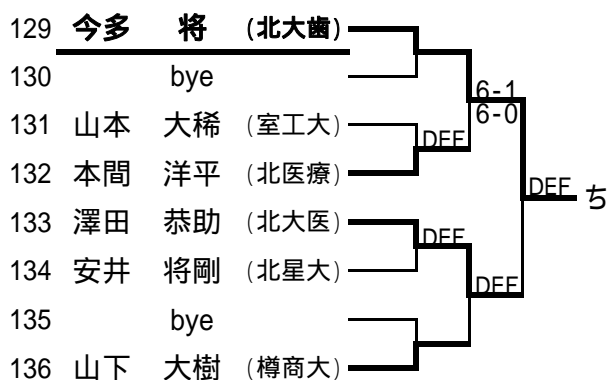 129 今多 将 (北大歯)
130 bye
6-1
131 山本 大稀 (室工大)
6-0
DEF
132 本間 洋平 (北医療)
DEF
ち
133 澤田 恭助 (北大医)
DEF
134 安井 将剛 (北星大)
DEF
135 bye
136 山下 大樹 (樽商大)